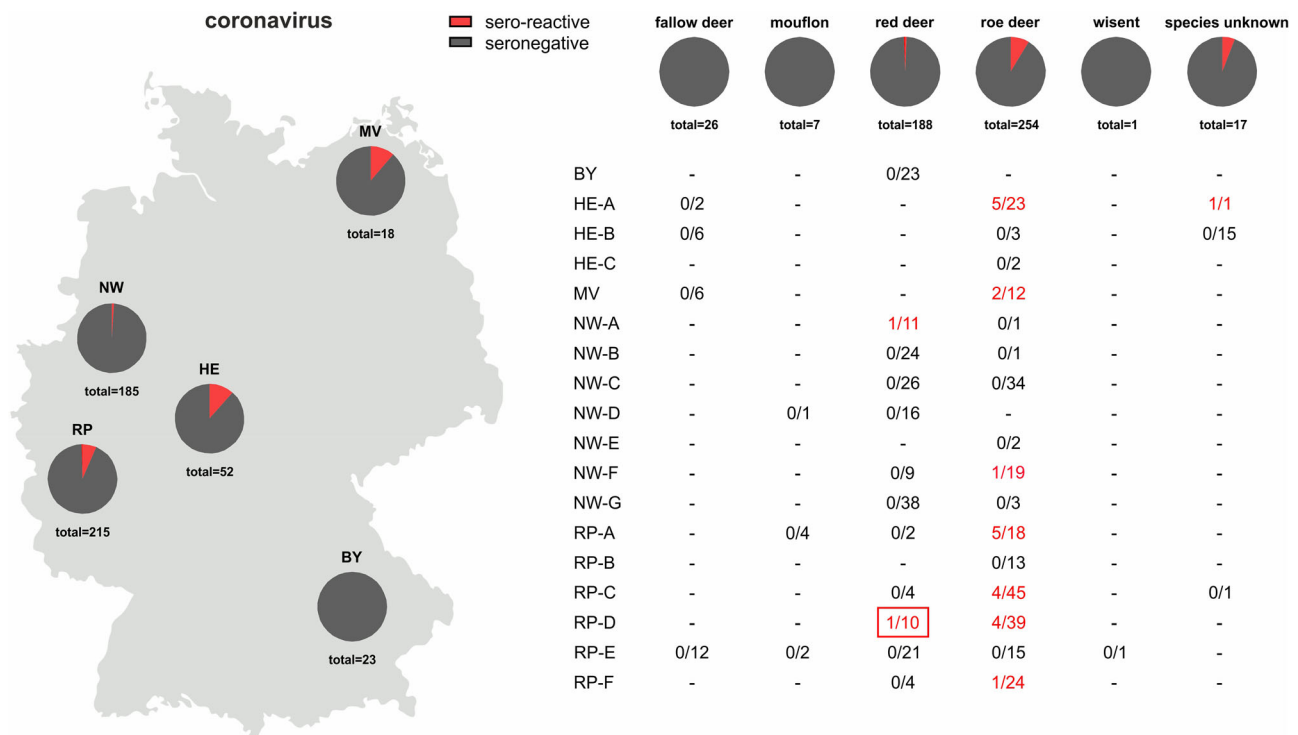 coronavirus
sero-reactive
seronegative
MV
total=18
NW
total=185
HE
total=52
RP
total=215
BY
total=23
fallow deer mouflon red deer roe deer wisent species unknown
total=26 total=7 total=188 total=254 total=1 total=17
BY - - 0/23 - - -
HE-A 0/2 - - 5/23 - 1/1
HE-B 0/6 - - 0/3 - 0/15
HE-C - - - 0/2 - -
MV 0/6 - - 2/12 - -
NW-A - - 1/11 0/1 - -
NW-B - - 0/24 0/1 - -
NW-C - - 0/26 0/34 - -
NW-D - 0/1 0/16 - - -
NW-E - - - 0/2 - -
NW-F - - 0/9 1/19 - -
NW-G - - 0/38 0/3 - -
RP-A - 0/4 0/2 5/18 - -
RP-B - - - 0/13 - -
RP-C - - 0/4 4/45 - 0/1
RP-D - - 1/10 4/39 - -
RP-E 0/12 0/2 0/21 0/15 0/1 -
RP-F - - 0/4 1/24 - -